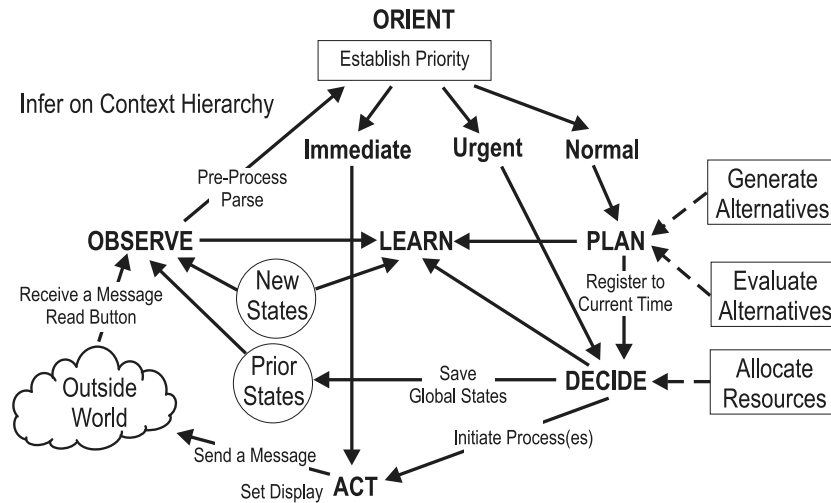 ORIENT
Establish Priority
Infer on Context Hierarchy
Immediate
Urgent
Normal
Pre-Process
Parse
Generate
Alternatives
OBSERVE
LEARN
PLAN
New
States
Register to
Current Time
Receive a Message
Read Button
Evaluate
Alternatives
Outside
World
Prior
States
Save
Global States
DECIDE
Allocate
Resources
Initiate Process(es)
Send a Message
Set Display
ACT